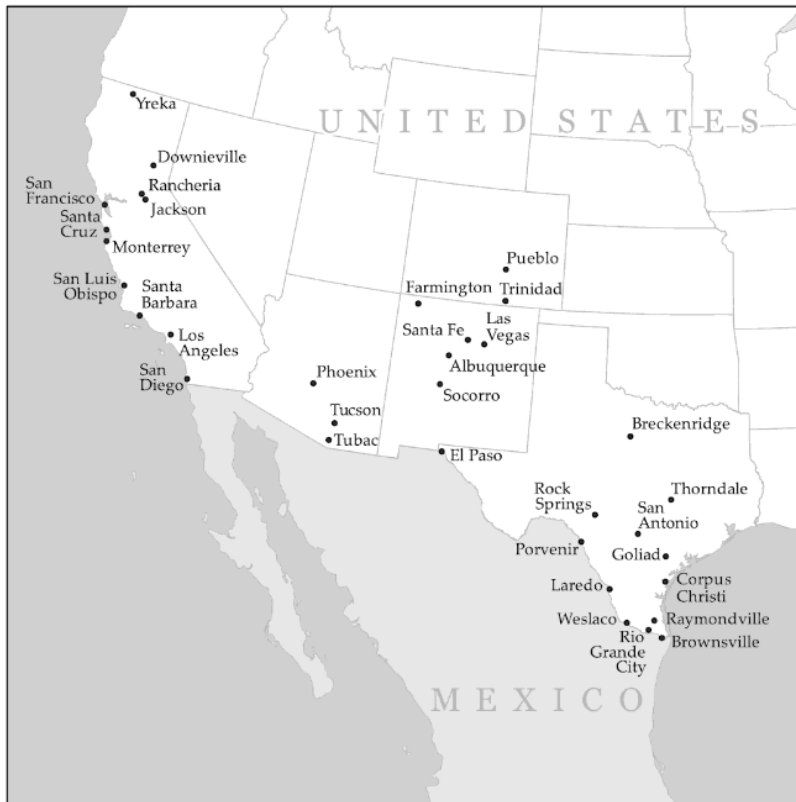 Yreka
UNITED STATES
Downieville
Rancheria
San
Francisco
Jackson
Santa
Cruz
Monterrey
Pueblo
San Luis
Obispo
Santa
Barbara
Farmington
Trinidad
Los
Angeles
Santa Fe
Las
Vegas
Albuquerque
San
Diego
Phoenix
Socorro
Tucson
Tubac
Breckenridge
El Paso
Rock
Springs
Thorndale
San
Antonio
Porvenir
Goliad
Laredo
Corpus
Christi
Weslaco
Raymondville
Rio
Grande
City
Brownsville
MEXICO